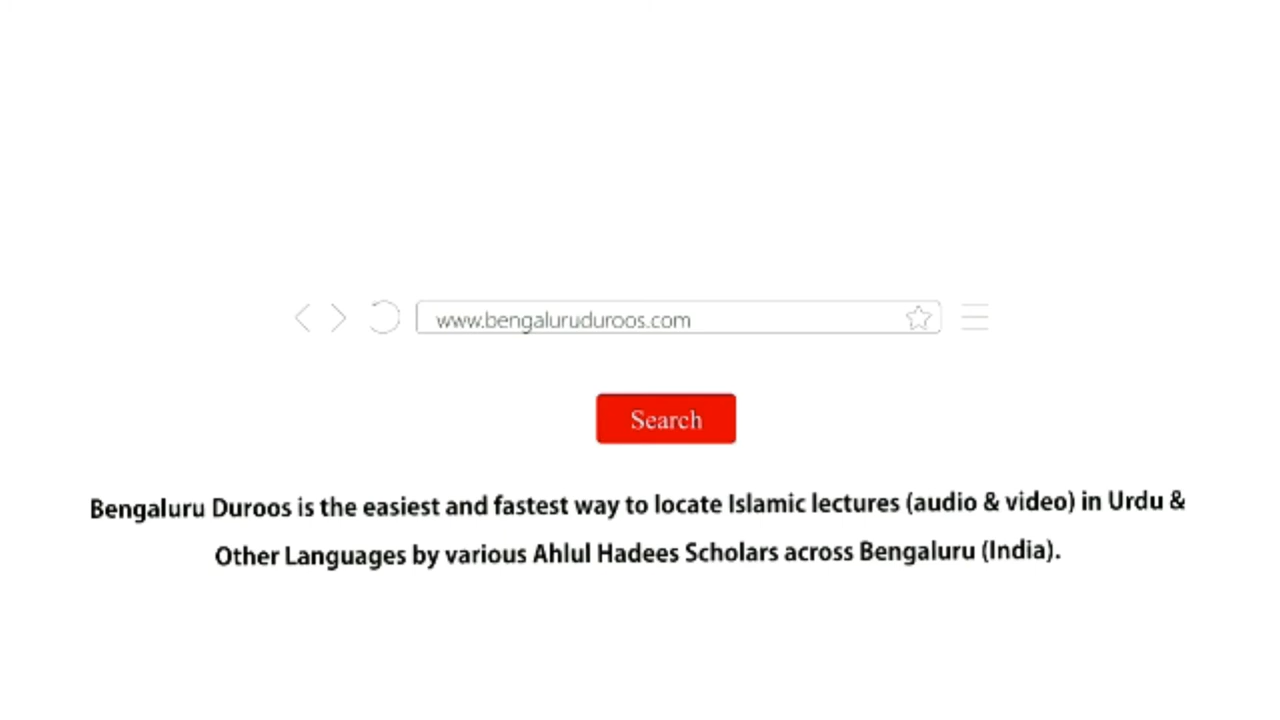 www.bengaluruduroos.com
Search
Bengaluru Duroos is the easiest and fastest way to locate Islamic lectures (audio & video) in Urdu &
Other Languages by various Ahlul Hadees Scholars across Bengaluru (India).